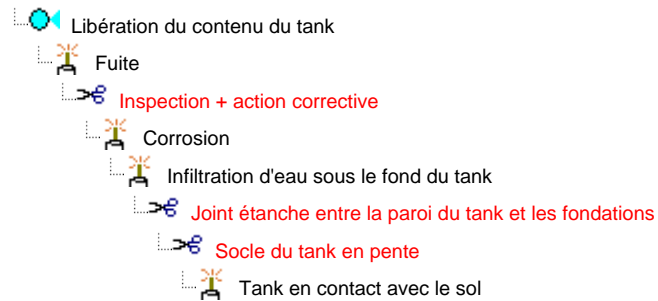 Libération du contenu du tank
Fuite
Inspection + action corrective
Corrosion
Infiltration d'eau sous le fond du tank
Joint étanche entre la paroi du tank et les fondations
Socle du tank en pente
Tank en contact avec le sol